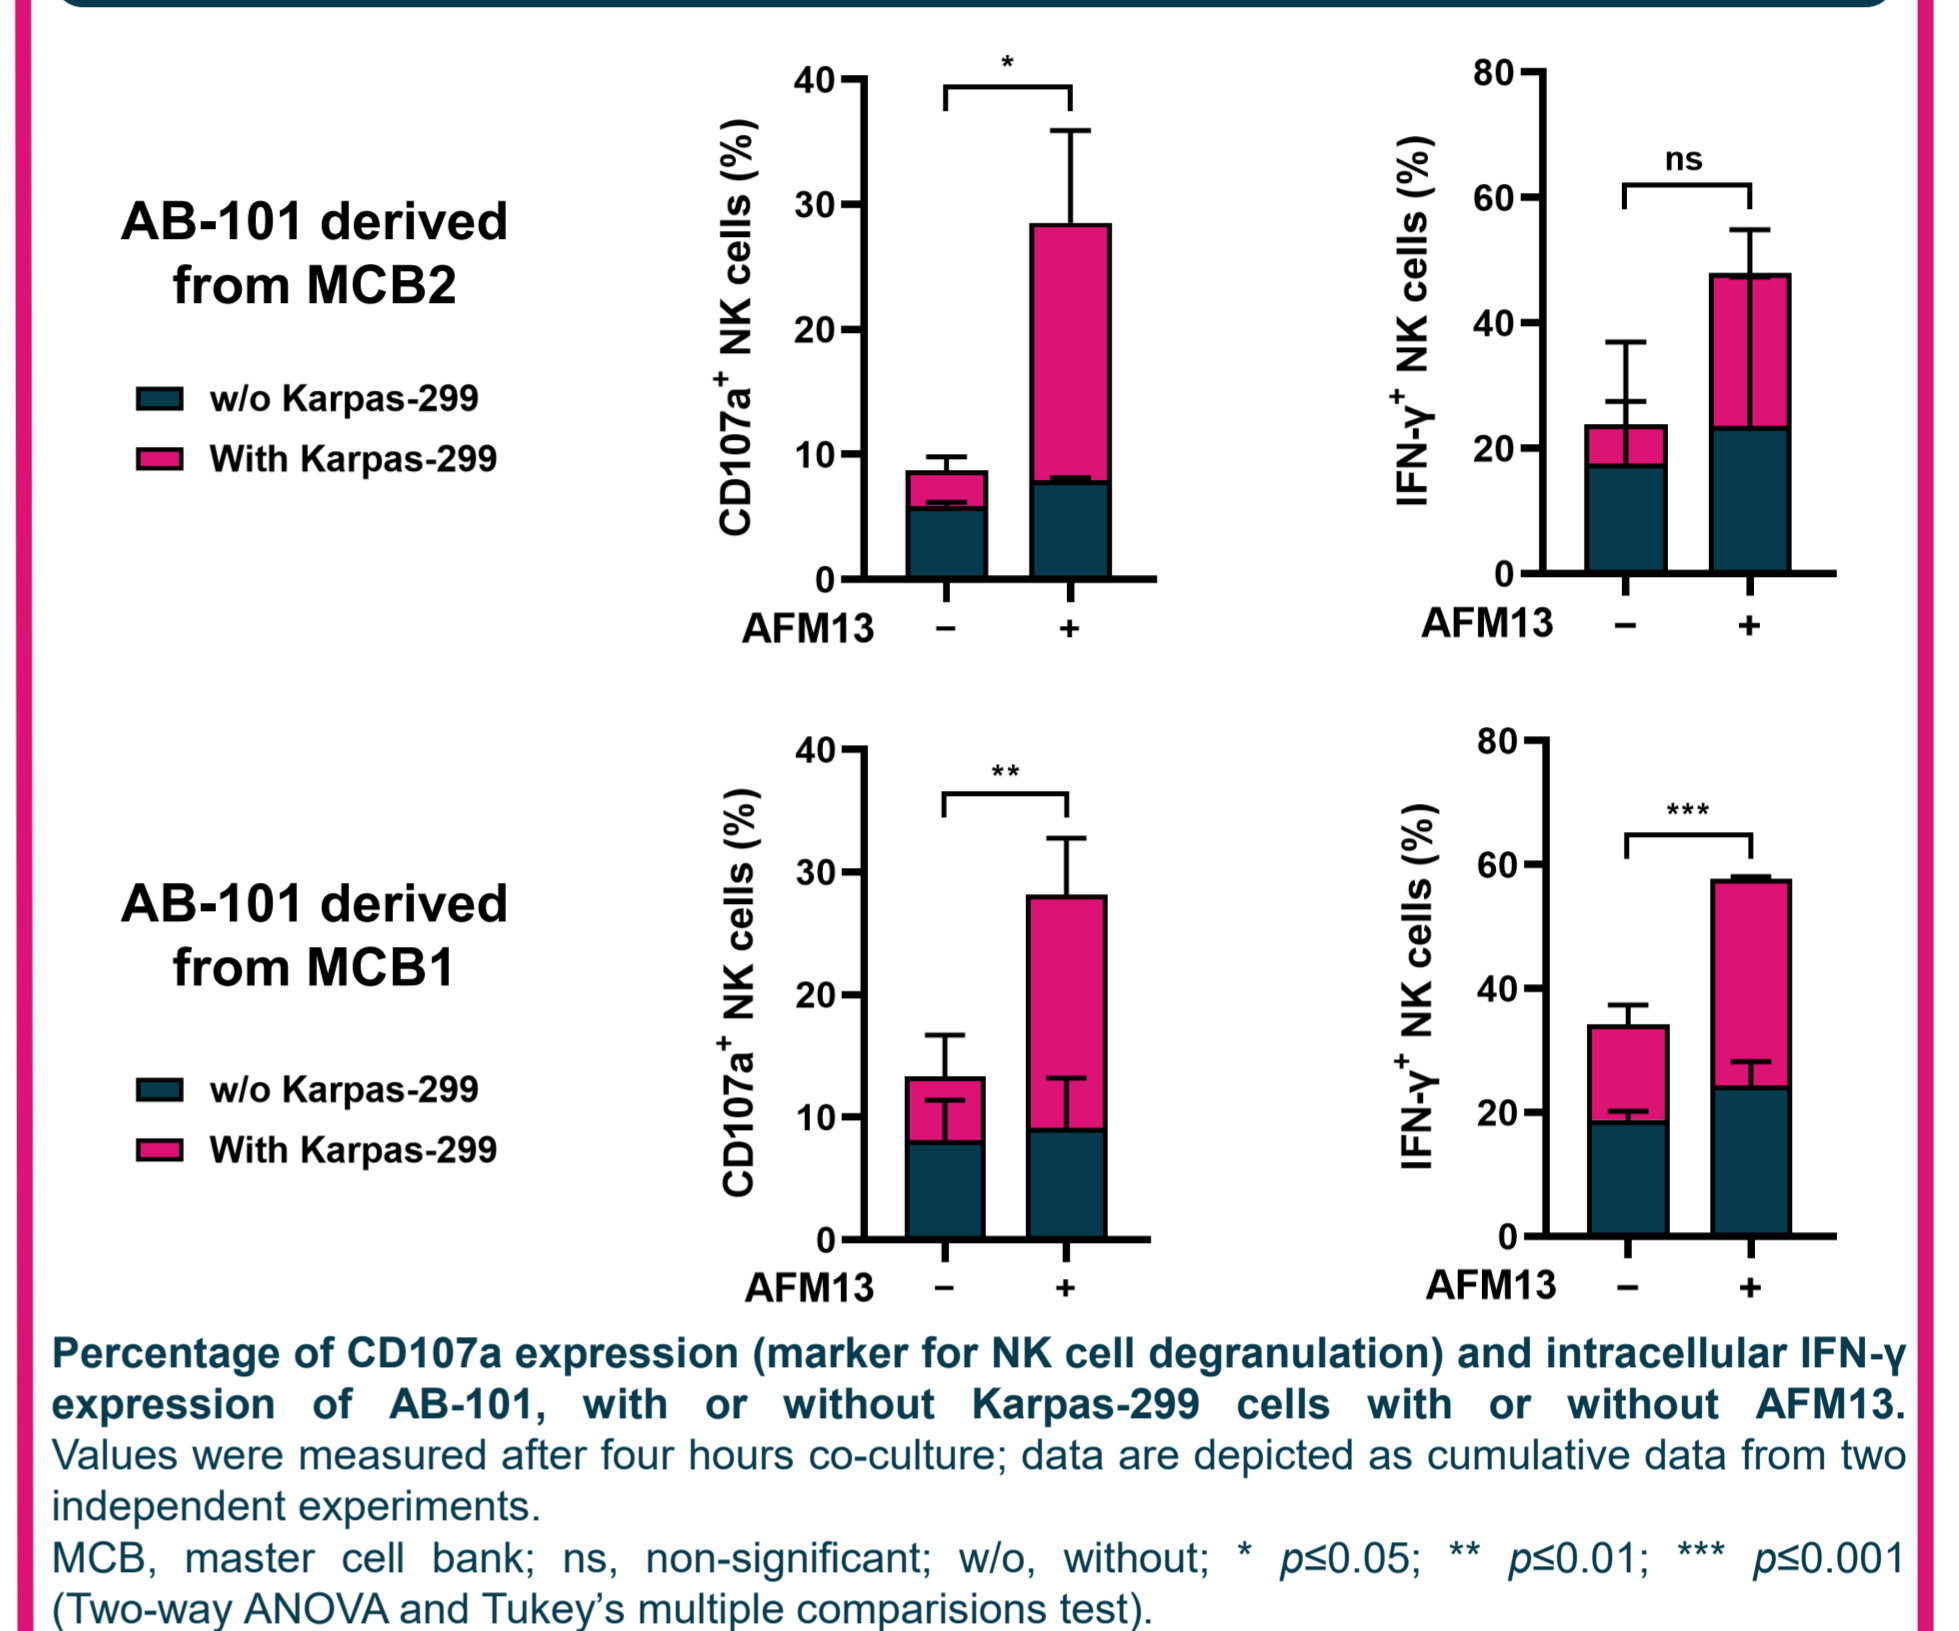 AB-101 derived
from MCB2
w/o Karpas-299
With Karpas-299
CD107a+ NK cells (%)
40
30
20
10
0
*
AFM13 – +
IFN-γ+ NK cells (%)
80
60
40
20
0
ns
AFM13 – +
AB-101 derived
from MCB1
w/o Karpas-299
With Karpas-299
CD107a+ NK cells (%)
40
30
20
10
0
**
AFM13 – +
IFN-γ+ NK cells (%)
80
60
40
20
0
***
AFM13 – +
Percentage of CD107a expression (marker for NK cell degranulation) and intracellular IFN-γ
expression of AB-101, with or without Karpas-299 cells with or without AFM13.
Values were measured after four hours co-culture; data are depicted as cumulative data from two
independent experiments.
MCB, master cell bank; ns, non-significant; w/o, without; * p≤0.05; ** p≤0.01; *** p≤0.001
(Two-way ANOVA and Tukey’s multiple comparisions test).